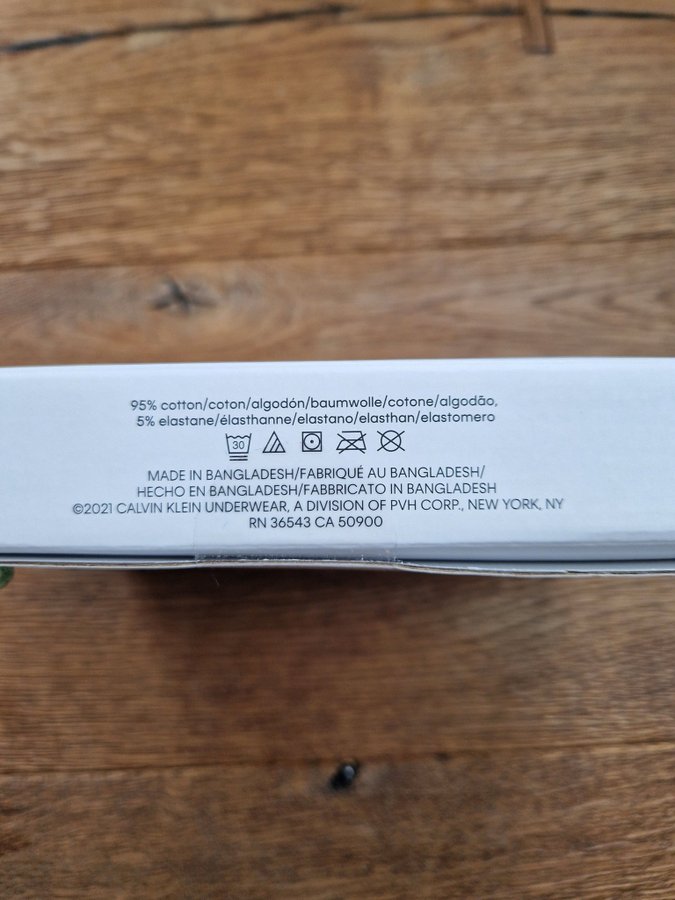 95% cotton/coton/algodón/baumwolle/cotone/algodão,
5% elastane/élasthanne/elastano/elasthan/elastomero
30
MADE IN BANGLADESH/FABRIQUÉ AU BANGLADESH/
HECHO EN BANGLADESH/FABBRICATO IN BANGLADESH
©2021 CALVIN KLEIN UNDERWEAR, A DIVISION OF PVH CORP., NEW YORK, NY
RN 36543 CA 50900